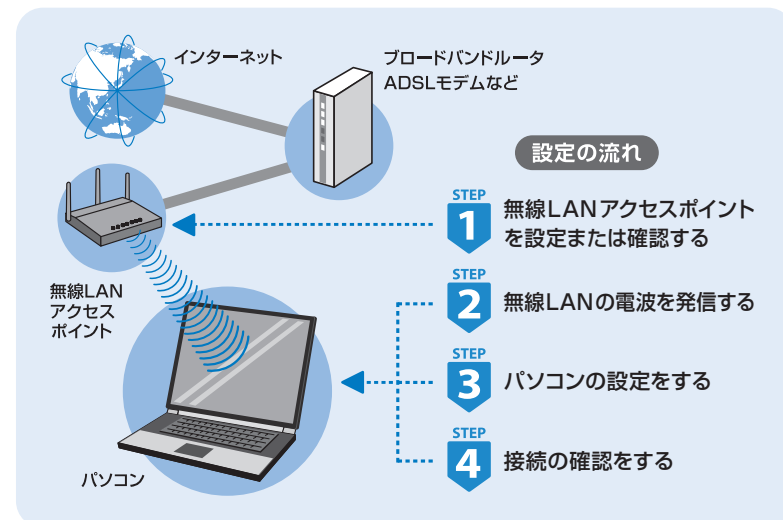 インターネット
ブロードバンドルータ
ADSLモデムなど
設定の流れ
STEP
1
無線LANアクセスポイント
を設定または確認する
無線LAN
アクセス
ポイント
STEP
2
無線LANの電波を発信する
STEP
3
パソコンの設定をする
STEP
4
接続の確認をする
パソコン